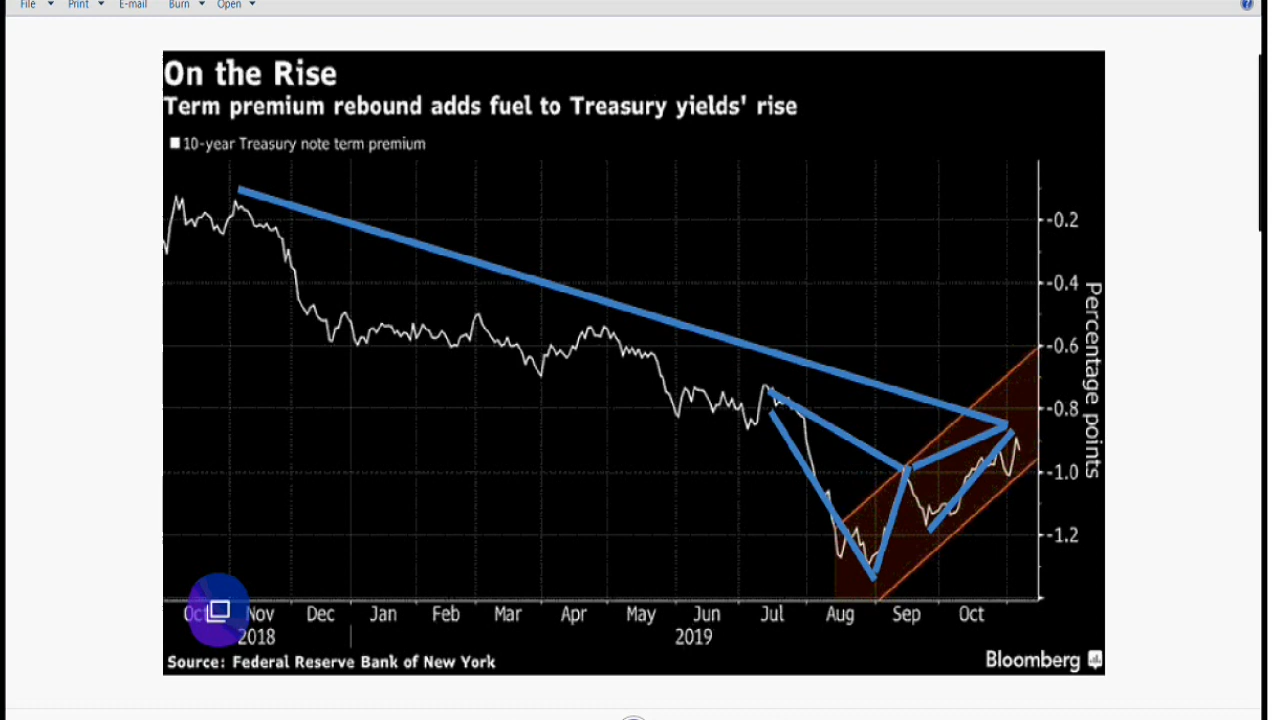 File Print E-mail Burn Open
On the Rise
Term premium rebound adds fuel to Treasury yields' rise
10-year Treasury note term premium
-0.2
-0.4
-0.6
-0.8
-1.0
-1.2
Percentage points
Nov Dec Jan Feb Mar Apr May Jun Jul Aug Sep Oct
2018 2019
Source: Federal Reserve Bank of New York
Bloomberg